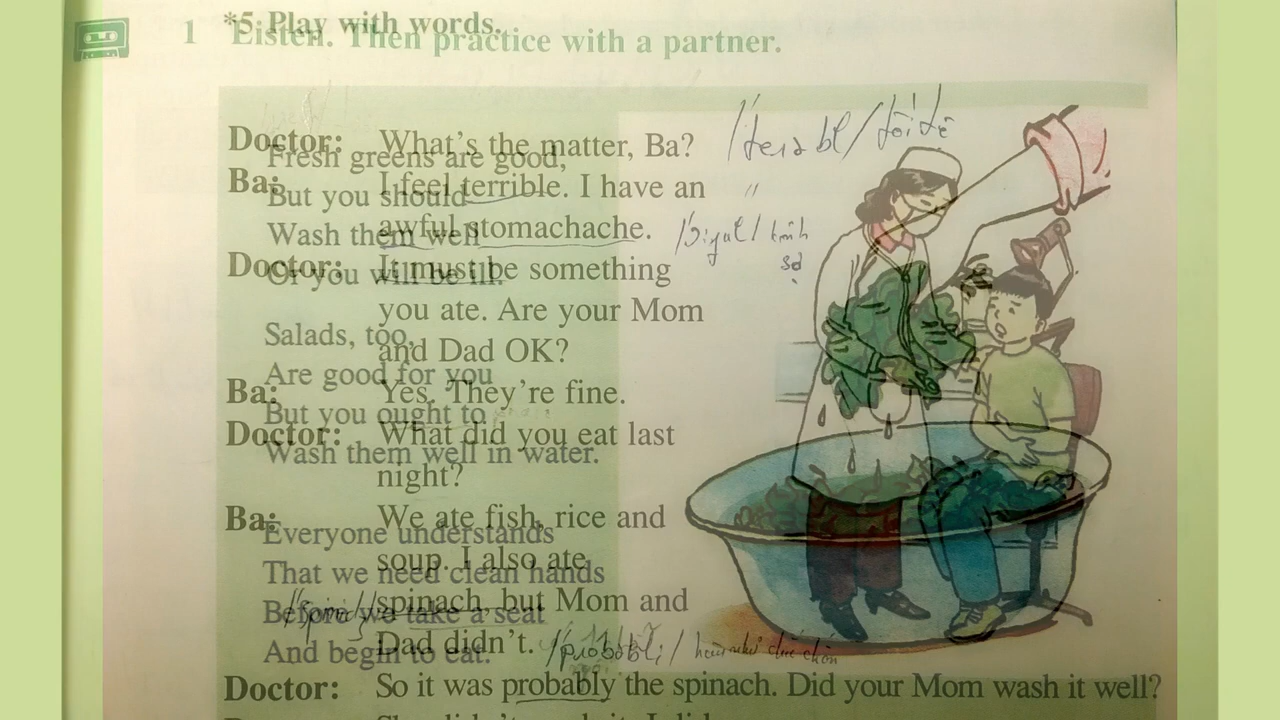 *5 Play with words.
1 Listen. Then practice with a partner.
Doctor: What's the matter, Ba? /'terəbl/ tồi tệ
Fresh greens are good,
Ba: I feel terrible. I have an "
But you should
awful stomachache.
Wash them well
Doctor: It must be something
Or you will be ill.
you ate. Are your Mom
Salads, too,
and Dad OK?
Are good for you
Ba: Yes. They're fine.
But you ought to
Doctor: What did you eat last
Wash them well in water.
night?
Ba: We ate fish, rice and
Everyone understands
soup. I also ate
That we need clean hands
spinach, but Mom and
Before we take a seat
Dad didn't.
And begin to eat.
Doctor: So it was probably the spinach. Did your Mom wash it well?